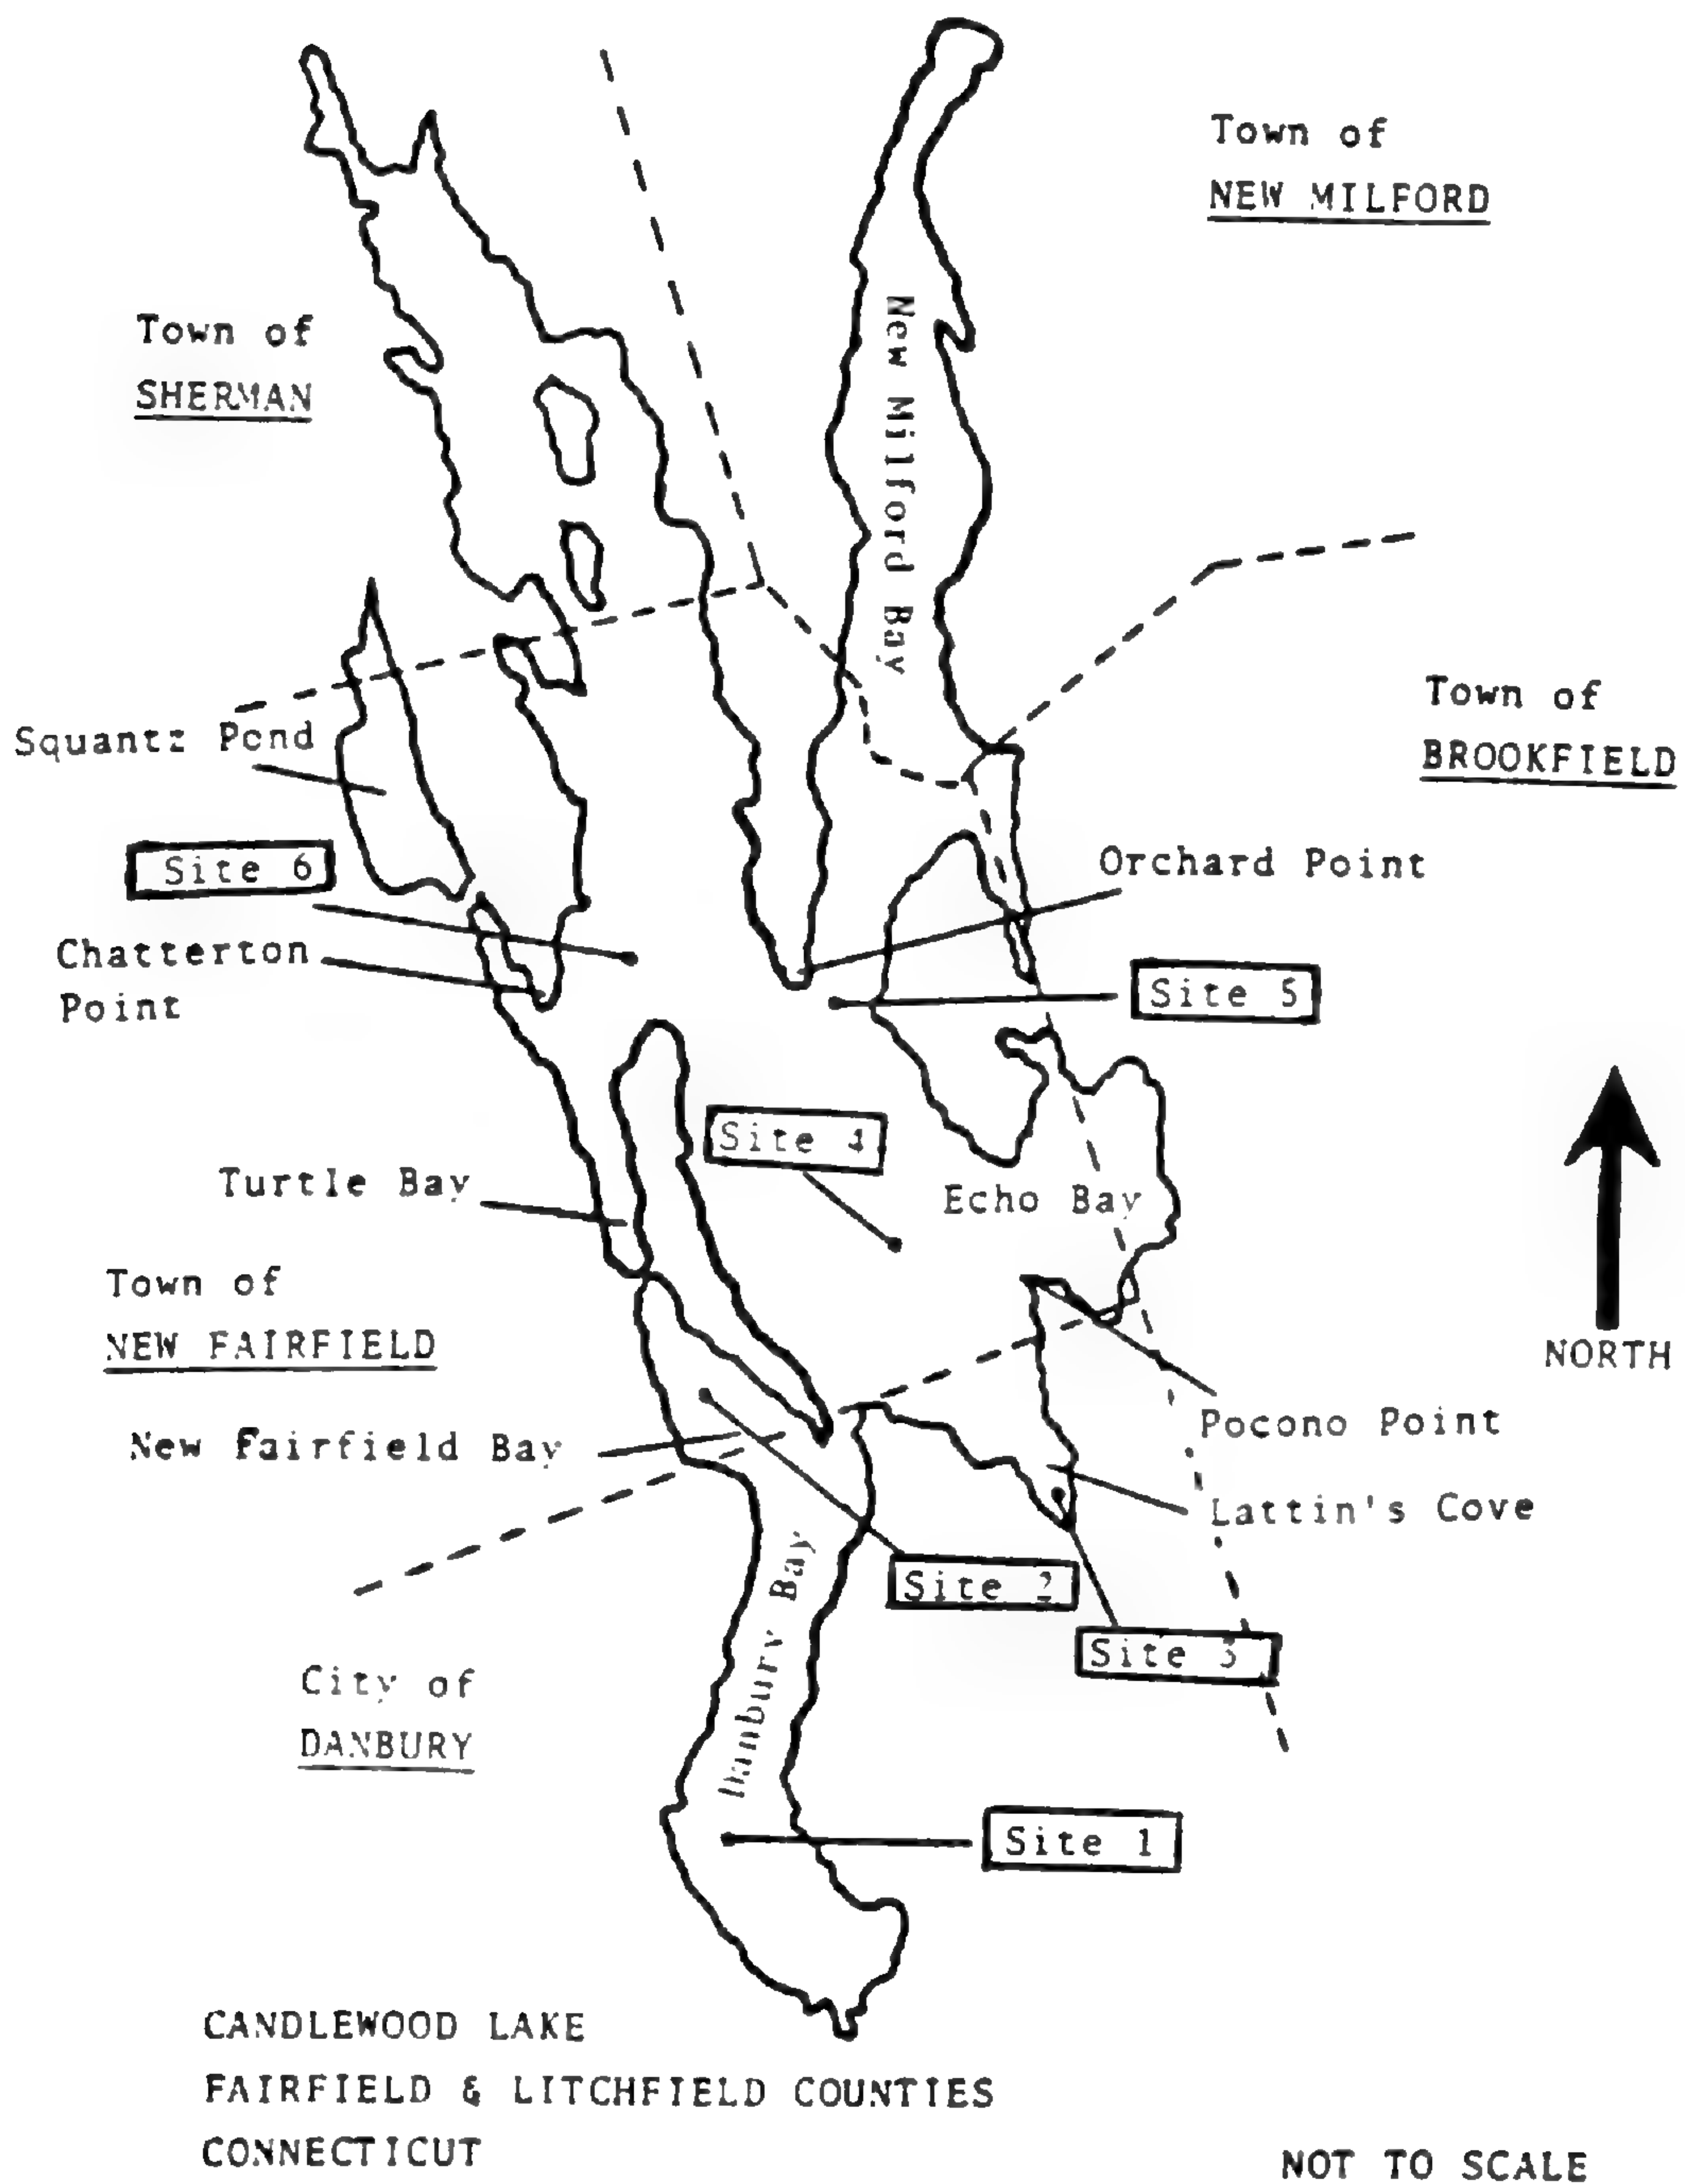 Town of
NEW MILFORD
Town of
SHERMAN
New Milford Bay
Town of
BROOKFIELD
Squantz Pond
Site 6
Orchard Point
Chatterton
Point
Site 5
Site 4
Turtle Bay
Echo Bay
Town of
NEW FAIRFIELD
NORTH
Pocono Point
New Fairfield Bay
Lattin's Cove
Site 2
Danbury Bay
Site 3
City of
DANBURY
Site 1
CANDLEWOOD LAKE
FAIRFIELD & LITCHFIELD COUNTIES
CONNECTICUT
NOT TO SCALE